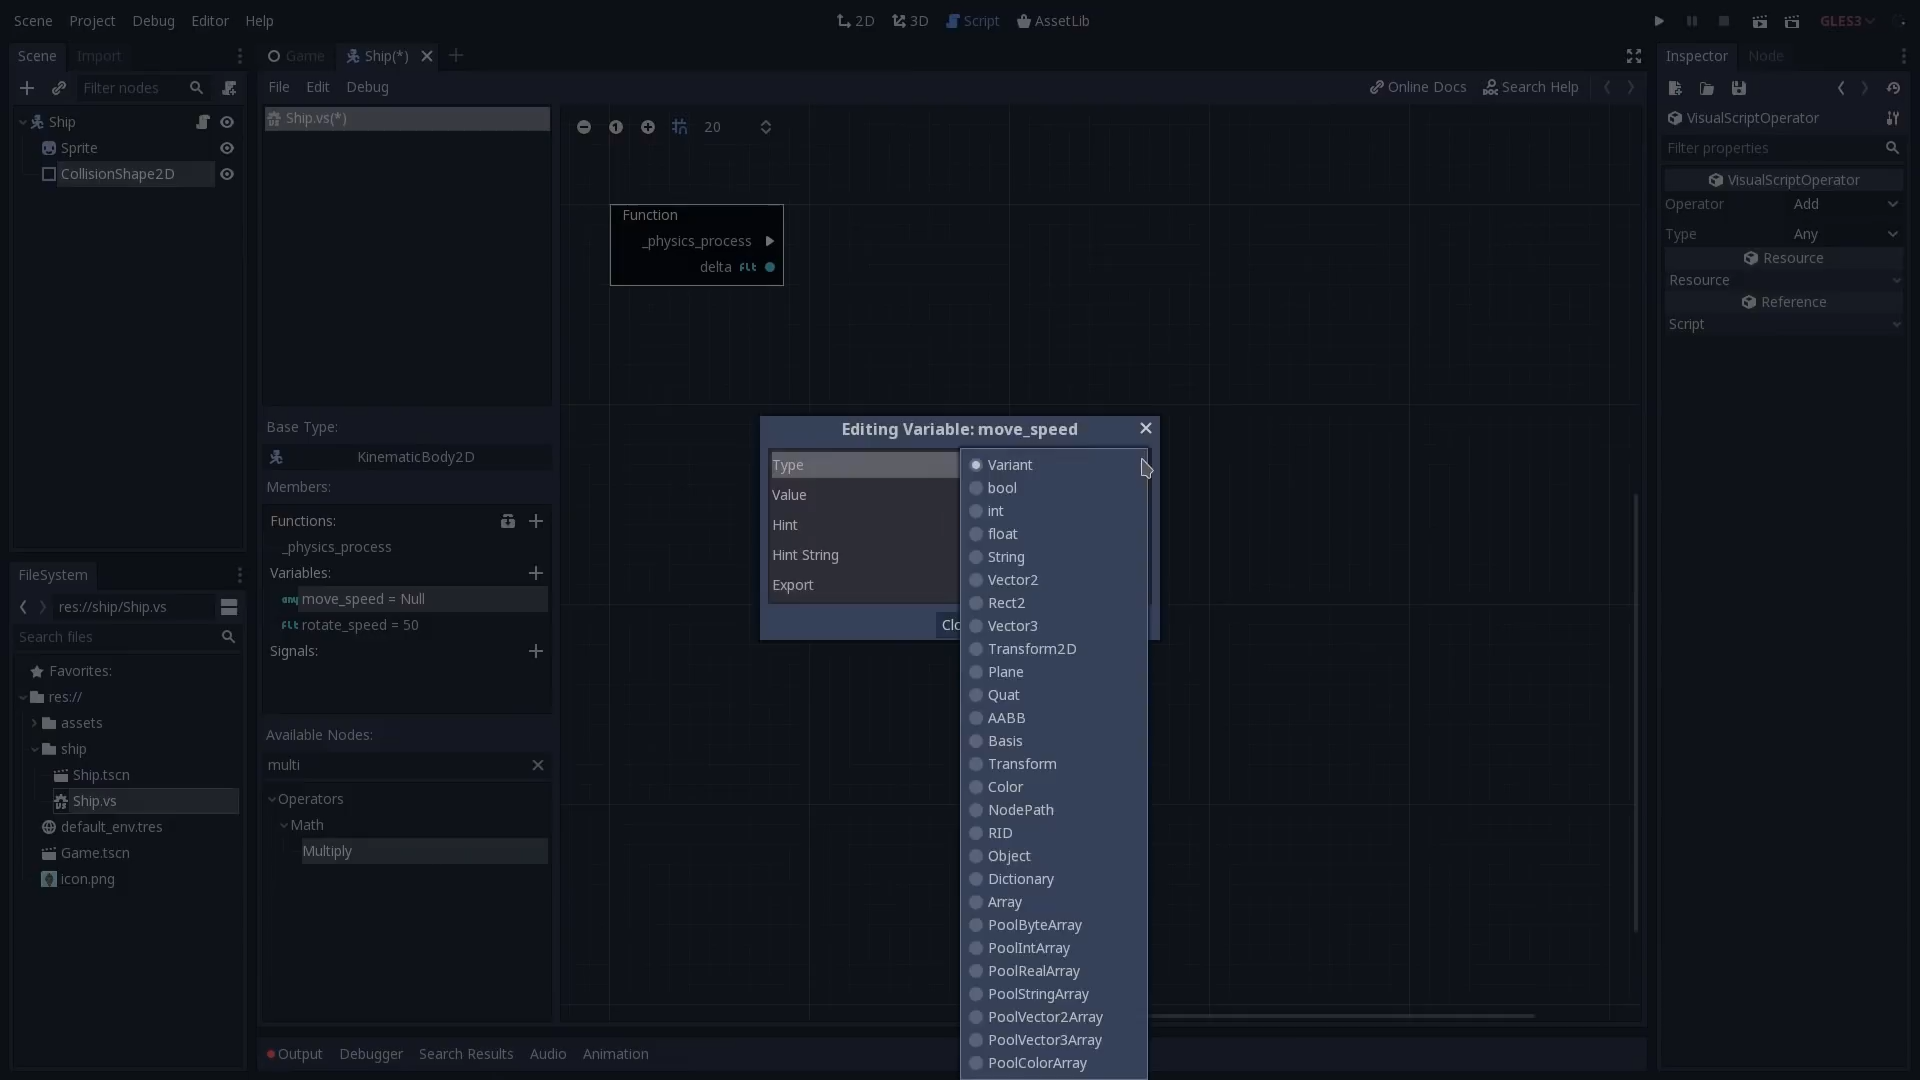 Scene Project Debug Editor Help
2D 3D Script AssetLib
GLES3
Scene Import
Filter nodes
Ship
Sprite
CollisionShape2D
FileSystem
res://ship/Ship.vs
Search files
Favorites:
res://
assets
ship
Ship.tscn
Ship.vs
default_env.tres
Game.tscn
icon.png
Game Ship(*)
File Edit Debug
Online Docs Search Help
Ship.vs(*)
Base Type:
KinematicBody2D
Members:
Functions:
_physics_process
Variables:
any move_speed = Null
flt rotate_speed = 50
Signals:
Available Nodes:
multi
Operators
Math
Multiply
1 20
Function
_physics_process
delta flt
Editing Variable: move_speed
Type
Value
Hint
Hint String
Export
Clo
Variant
bool
int
float
String
Vector2
Rect2
Vector3
Transform2D
Plane
Quat
AABB
Basis
Transform
Color
NodePath
RID
Object
Dictionary
Array
PoolByteArray
PoolIntArray
PoolRealArray
PoolStringArray
PoolVector2Array
PoolVector3Array
PoolColorArray
Output Debugger Search Results Audio Animation
Inspector Node
VisualScriptOperator
Filter properties
VisualScriptOperator
Operator Add
Type Any
Resource
Resource
Reference
Script